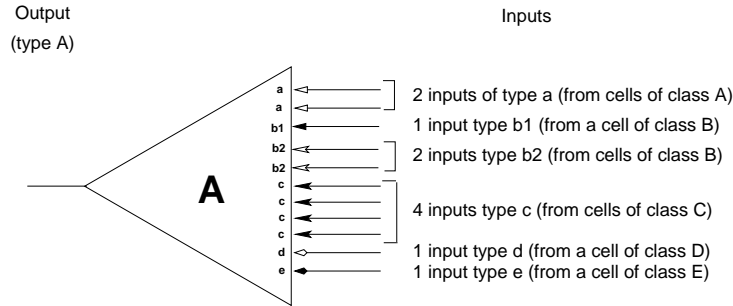 Output
(type A)
Inputs
a
a
b1
b2
b2
c
c
c
c
d
e
A
2 inputs of type a (from cells of class A)
1 input type b1 (from a cell of class B)
2 inputs type b2 (from cells of class B)
4 inputs type c (from cells of class C)
1 input type d (from a cell of class D)
1 input type e (from a cell of class E)